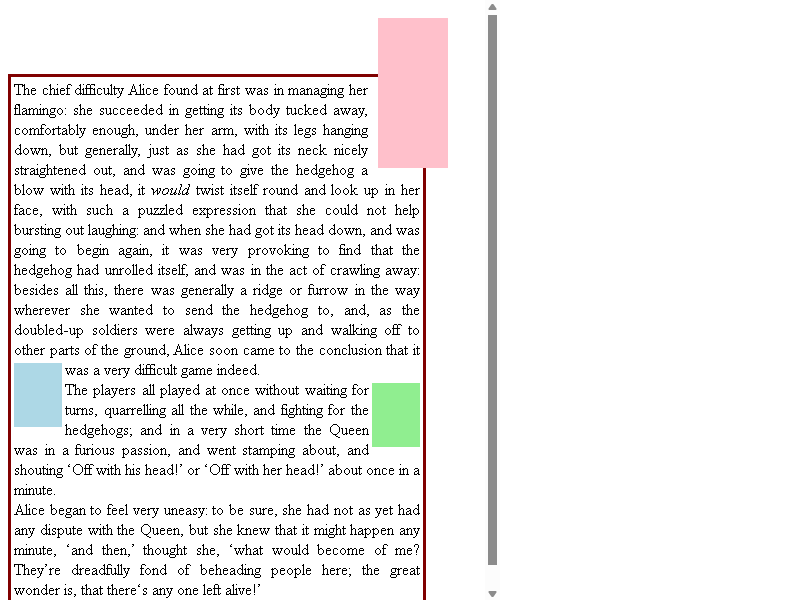 The chief difficulty Alice found at first was in managing her
flamingo: she succeeded in getting its body tucked away,
comfortably enough, under her arm, with its legs hanging
down, but generally, just as she had got its neck nicely
straightened out, and was going to give the hedgehog a
blow with its head, it would twist itself round and look up in her
face, with such a puzzled expression that she could not help
bursting out laughing: and when she had got its head down, and was
going to begin again, it was very provoking to find that the
hedgehog had unrolled itself, and was in the act of crawling away:
besides all this, there was generally a ridge or furrow in the way
wherever she wanted to send the hedgehog to, and, as the
doubled-up soldiers were always getting up and walking off to
other parts of the ground, Alice soon came to the conclusion that it
was a very difficult game indeed.
The players all played at once without waiting for
turns, quarrelling all the while, and fighting for the
hedgehogs; and in a very short time the Queen
was in a furious passion, and went stamping about, and
shouting ‘Off with his head!’ or ‘Off with her head!’ about once in a
minute.
Alice began to feel very uneasy: to be sure, she had not as yet had
any dispute with the Queen, but she knew that it might happen any
minute, ‘and then,’ thought she, ‘what would become of me?
They’re dreadfully fond of beheading people here; the great
wonder is, that there‘s any one left alive!’